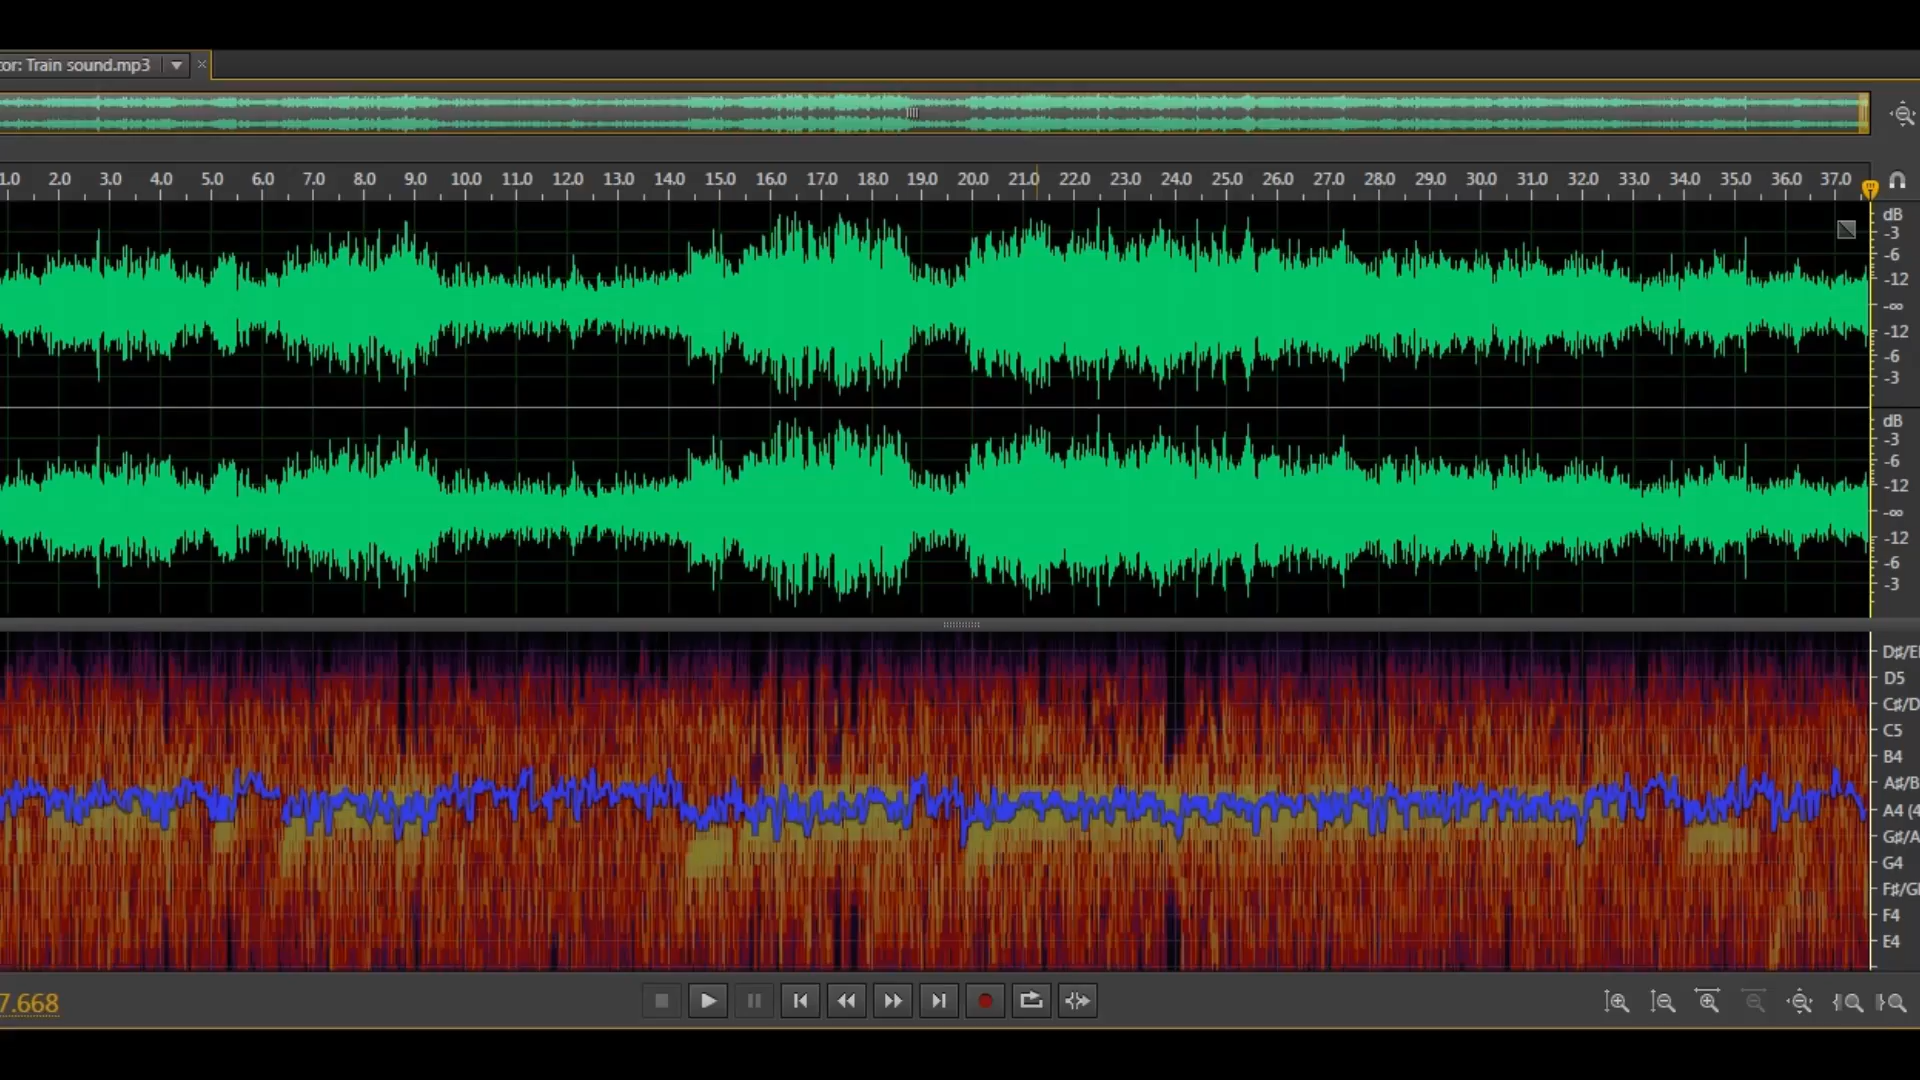 tor: Train sound.mp3
1.0 2.0 3.0 4.0 5.0 6.0 7.0 8.0 9.0 10.0 11.0 12.0 13.0 14.0 15.0 16.0 17.0 18.0 19.0 20.0 21.0 22.0 23.0 24.0 25.0 26.0 27.0 28.0 29.0 30.0 31.0 32.0 33.0 34.0 35.0 36.0 37.0
dB
-3
-6
-12
-∞
-12
-6
-3
dB
-3
-6
-12
-∞
-12
-6
-3
D♯/E
D5
C♯/D
C5
B4
A♯/B
A4 (4
G♯/A
G4
F♯/G
F4
E4
7.668